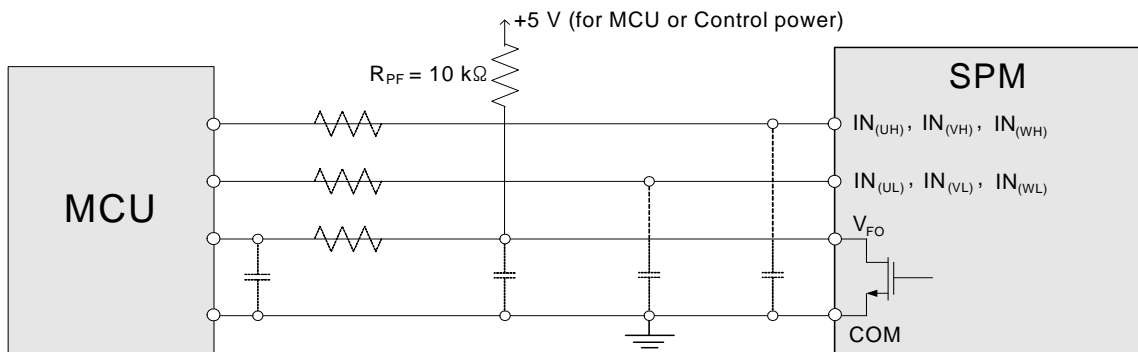 +5 V (for MCU or Control power)
R_PF = 10 kΩ
SPM
MCU
IN_(UH), IN_(VH), IN_(WH)
IN_(UL), IN_(VL), IN_(WL)
V_FO
COM